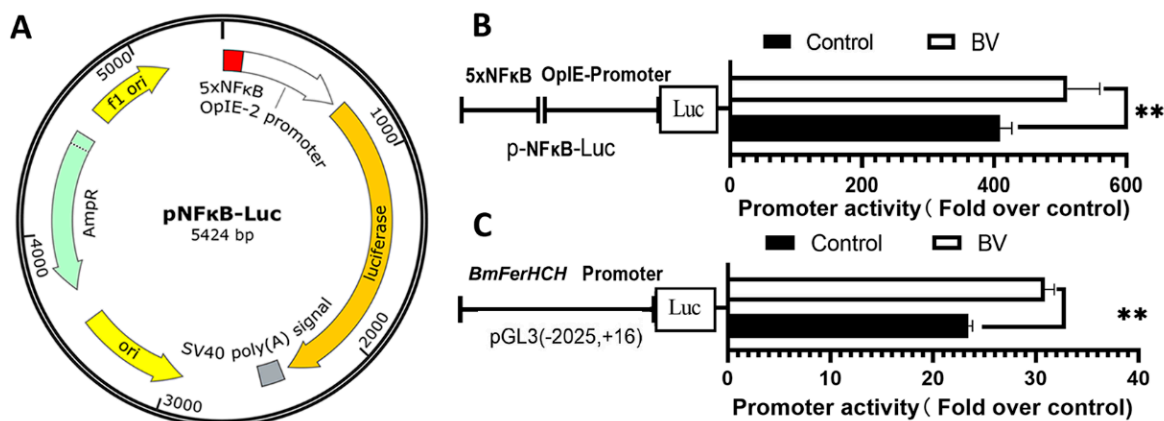 A
5000
f1 ori
5xNFκB
OpIE-2 promoter
1000
AmpR
pNFκB-Luc
5424 bp
luciferase
4000
ori
SV40 poly(A) signal
2000
3000
B
Control
BV
5xNFκB OpIE-Promoter
Luc
p-NFκB-Luc
**
0 200 400 600
Promoter activity( Fold over control)
C
Control
BV
BmFerHCH Promoter
Luc
pGL3(-2025,+16)
**
0 10 20 30 40
Promoter activity( Fold over control)